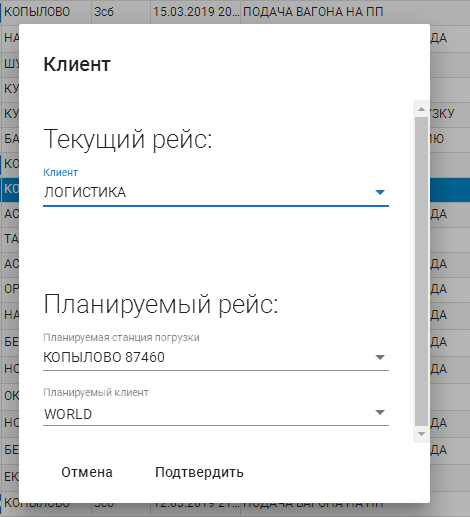 КОПЫЛОВО 3сб 15.03.2019 20... ПОДАЧА ВАГОНА НА ПП
Клиент
Текущий рейс:
Клиент
ЛОГИСТИКА
Планируемый рейс:
Планируемая станция погрузки
КОПЫЛОВО 87460
Планируемый клиент
WORLD
Отмена Подтвердить
КОПЫЛОВО 3сб 12.03.2019 21... ПОДАЧА ВАГОНА НА ПП